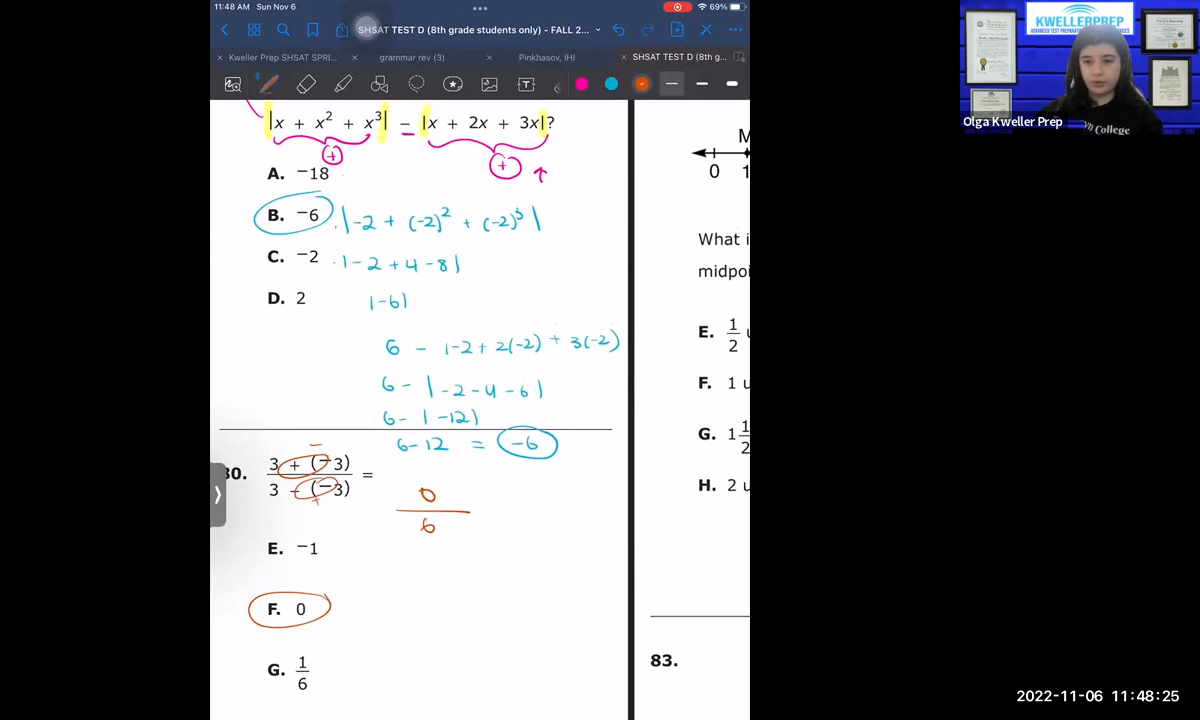 11:48 AM Sun Nov 6
69%
SHSAT TEST D (8th grade students only) - FALL 2...
Kweller Prep SHSAT SPRI...
grammar rev (3)
Pinkhasov, IHI
SHSAT TEST D (8th g...
|x + x² + x³| – |x + 2x + 3x|?
+
+
A. −18
B. −6
|-2 + (-2)² + (-2)³|
C. −2
|-2 + 4 - 8|
D. 2
|-6|
6 - |-2 + 2(-2) + 3(-2)
6 - |-2 - 4 - 6|
6 - |-12|
6-12 = -6
30.
3 + (−3)
3 – (−3)
=
0
6
E. −1
F. 0
G. 1/6
M
0 1
What i
midpoi
E. 1/2 u
F. 1 u
G. 1 1/2
H. 2 u
83.
KWELLERPREP
College
Olga Kweller Prep
2022-11-06 11:48:25